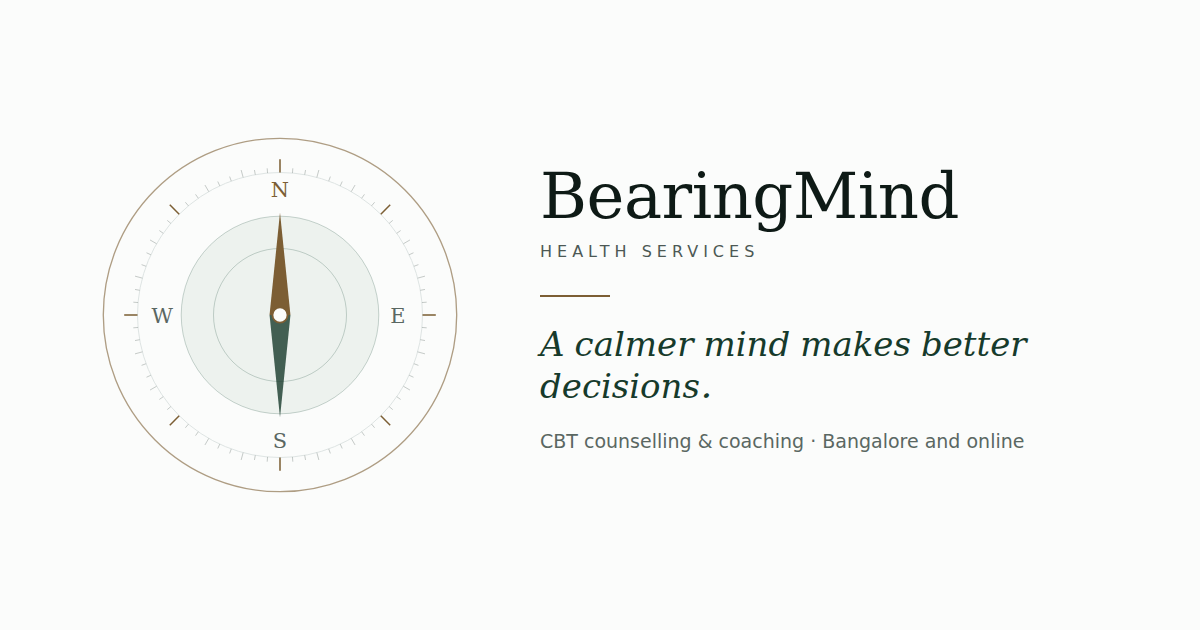 N
W
E
S
BearingMind
HEALTH SERVICES
A calmer mind makes better
decisions.
CBT counselling & coaching · Bangalore and online